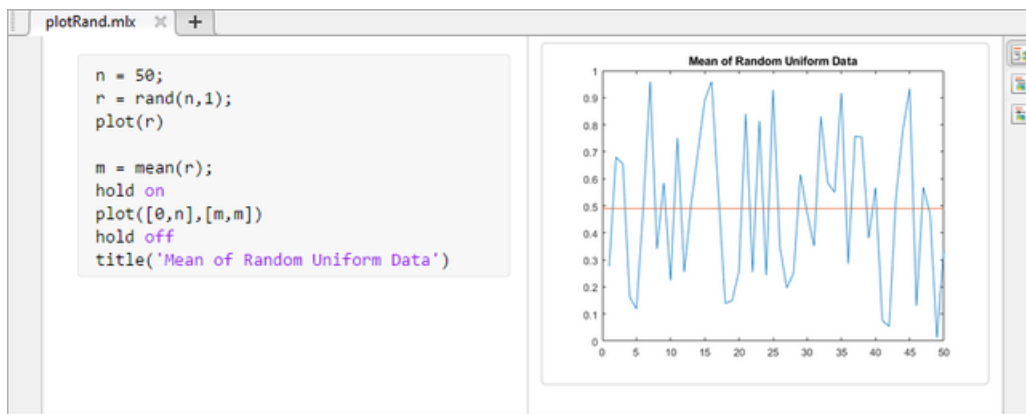 plotRand.mlx
n = 50;
r = rand(n,1);
plot(r)
m = mean(r);
hold on
plot([0,n],[m,m])
hold off
title('Mean of Random Uniform Data')
Mean of Random Uniform Data
1
0.9
0.8
0.7
0.6
0.5
0.4
0.3
0.2
0.1
0
0 5 10 15 20 25 30 35 40 45 50